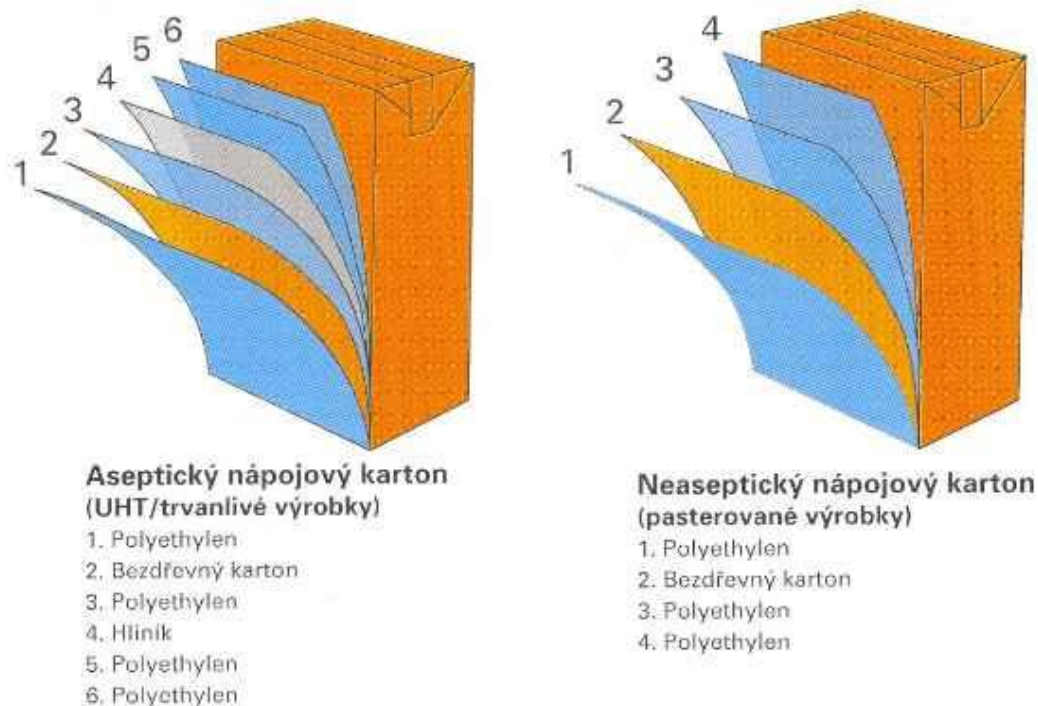 6
5
4
3
2
1
Aseptický nápojový karton
(UHT/trvanlivé výrobky)
1. Polyethylen
2. Bezdřevný karton
3. Polyethylen
4. Hliník
5. Polyethylen
6. Polyethylen
4
3
2
1
Neaseptický nápojový karton
(pasterované výrobky)
1. Polyethylen
2. Bezdřevný karton
3. Polyethylen
4. Polyethylen